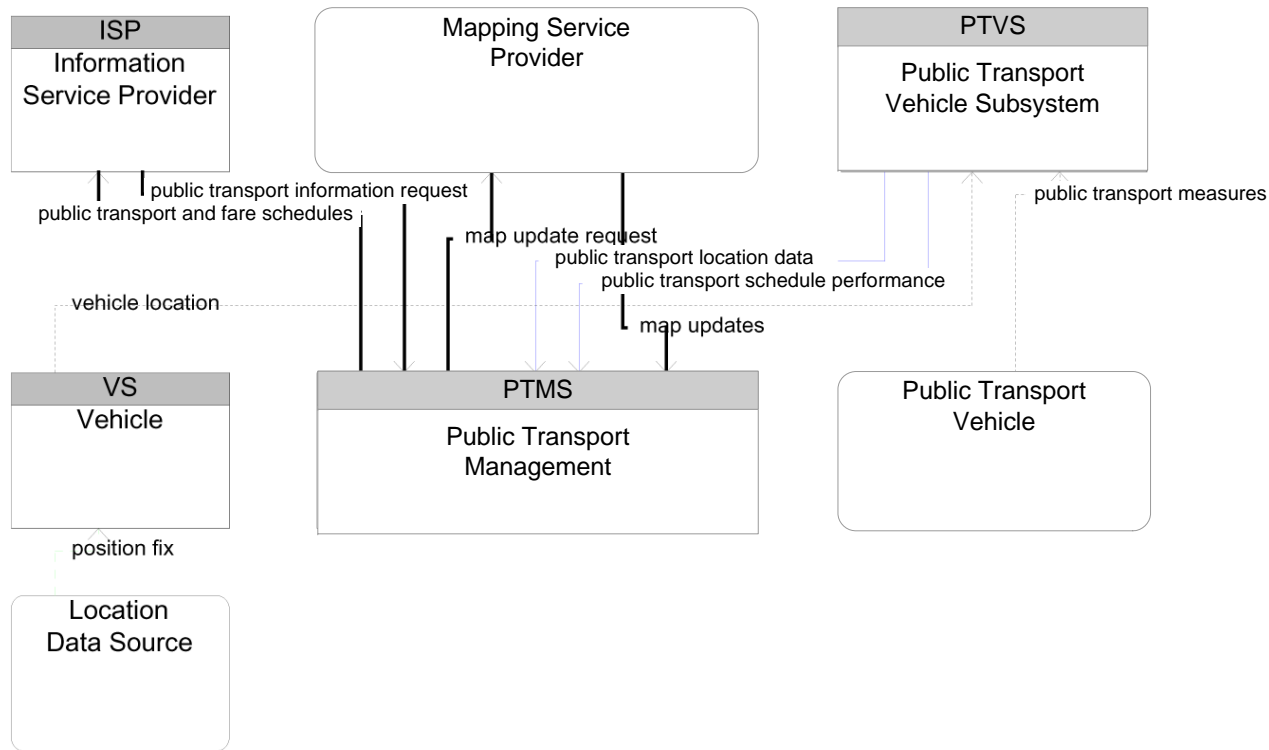 ISP
Information
Service Provider
Mapping Service
Provider
PTVS
Public Transport
Vehicle Subsystem
public transport information request
public transport and fare schedules
public transport measures
map update request
public transport location data
public transport schedule performance
vehicle location
map updates
VS
Vehicle
PTMS
Public Transport
Management
Public Transport
Vehicle
position fix
Location
Data Source